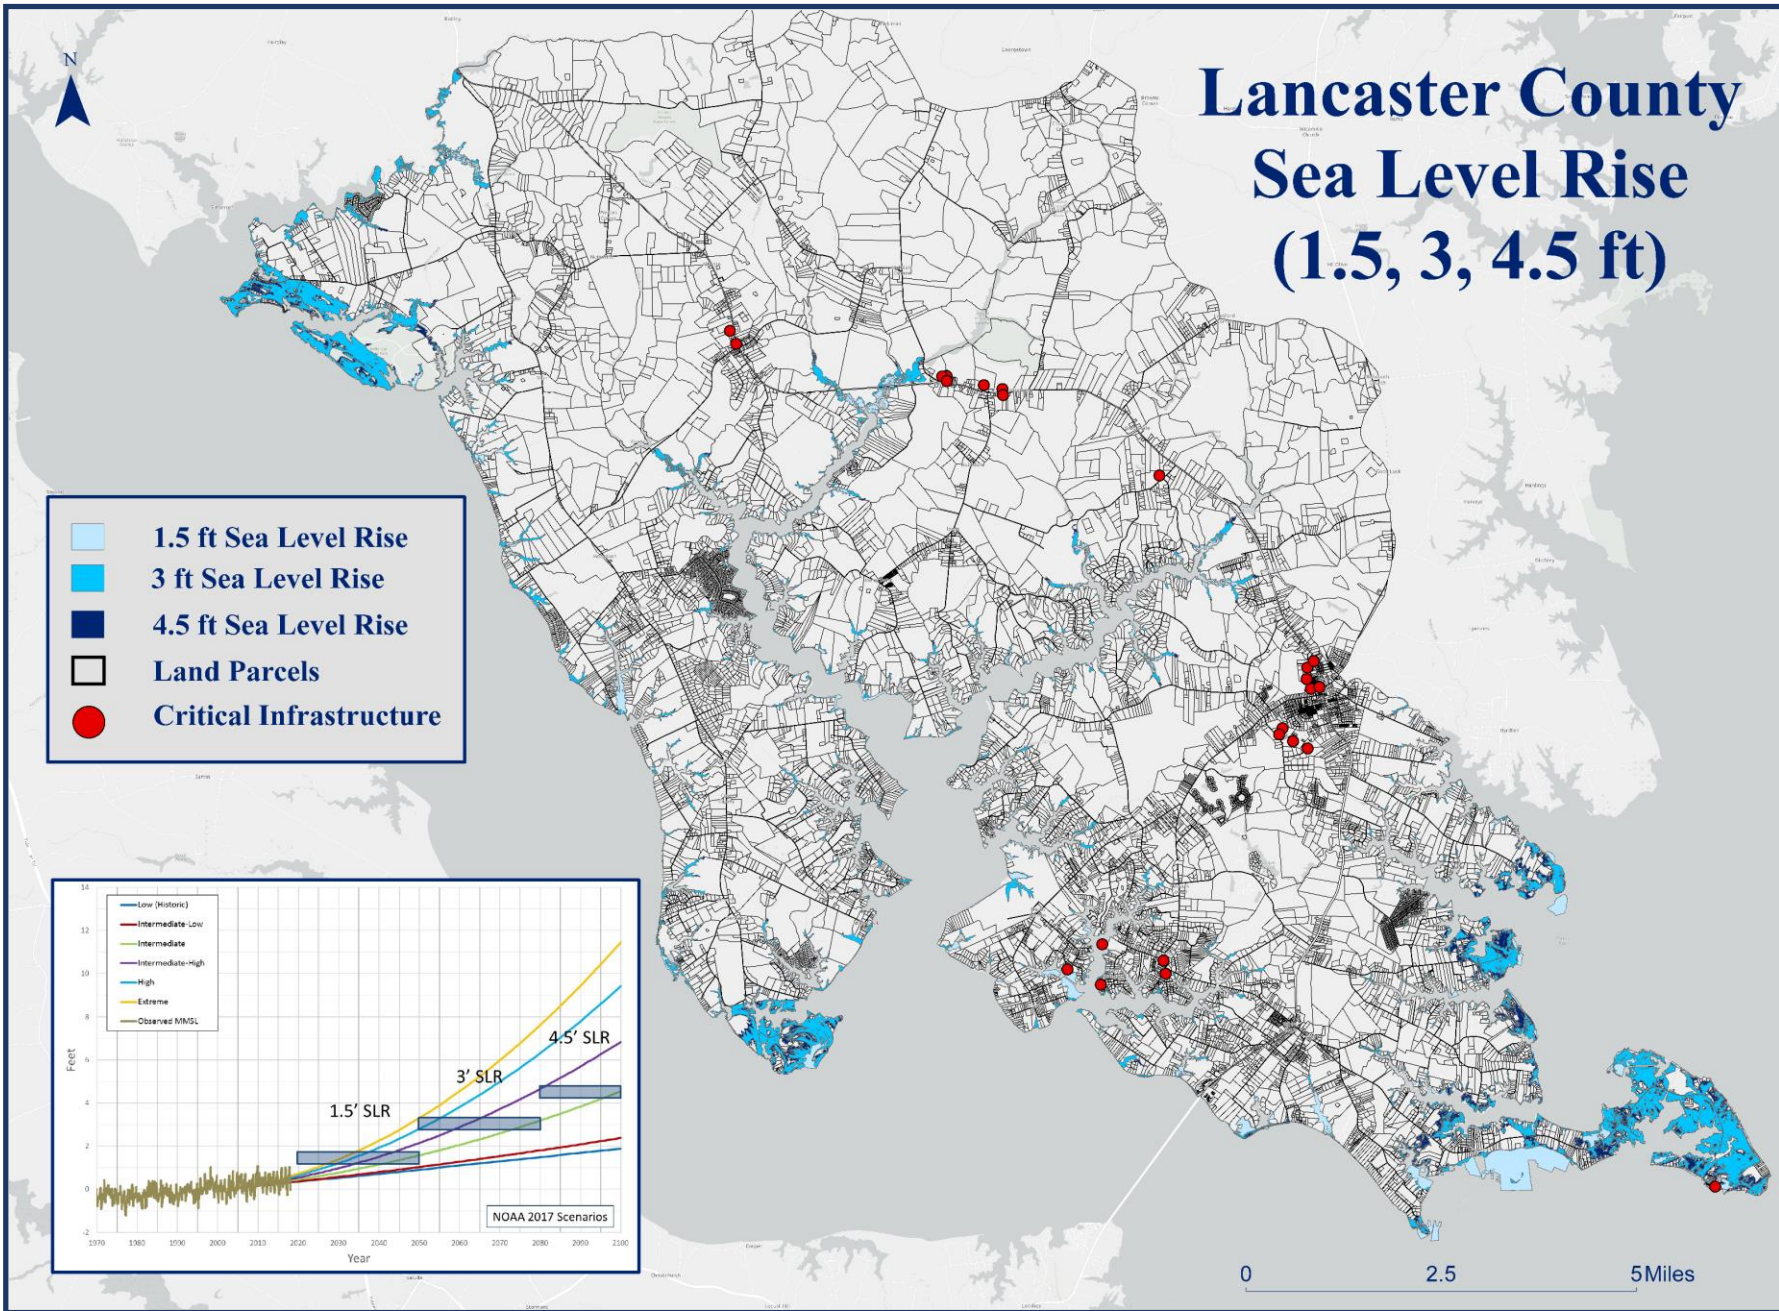 N
Lancaster County
Sea Level Rise
(1.5, 3, 4.5 ft)
1.5 ft Sea Level Rise
3 ft Sea Level Rise
4.5 ft Sea Level Rise
Land Parcels
Critical Infrastructure
14
12
10
8
6
4
2
0
-2
Feet
Low (Historic)
Intermediate-Low
Intermediate
Intermediate-High
High
Extreme
Observed MMSL
1.5' SLR
3' SLR
4.5' SLR
NOAA 2017 Scenarios
1970 1980 1990 2000 2010 2020 2030 2040 2050 2060 2070 2080 2090 2100
Year
0 2.5 5 Miles